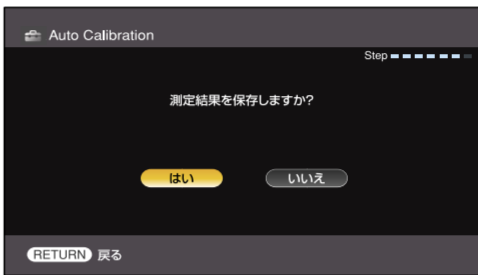 Auto Calibration
Step
測定結果を保存しますか?
はい
いいえ
RETURN 戻る